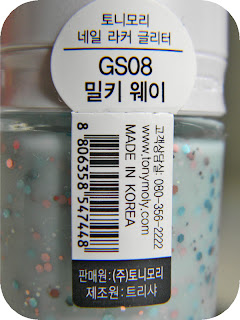 토니모리
네일 라커 글리터
GS08
밀키 웨이
고객상담실: 080-356-2222
www.tonymoly.com
MADE IN KOREA
8 806358 547448
판매원 : (주)토니모리
제조원 : 트리샤